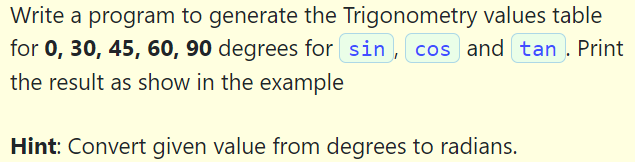 Write a program to generate the Trigonometry values table
for 0, 30, 45, 60, 90 degrees for sin, cos and tan. Print
the result as show in the example
Hint: Convert given value from degrees to radians.